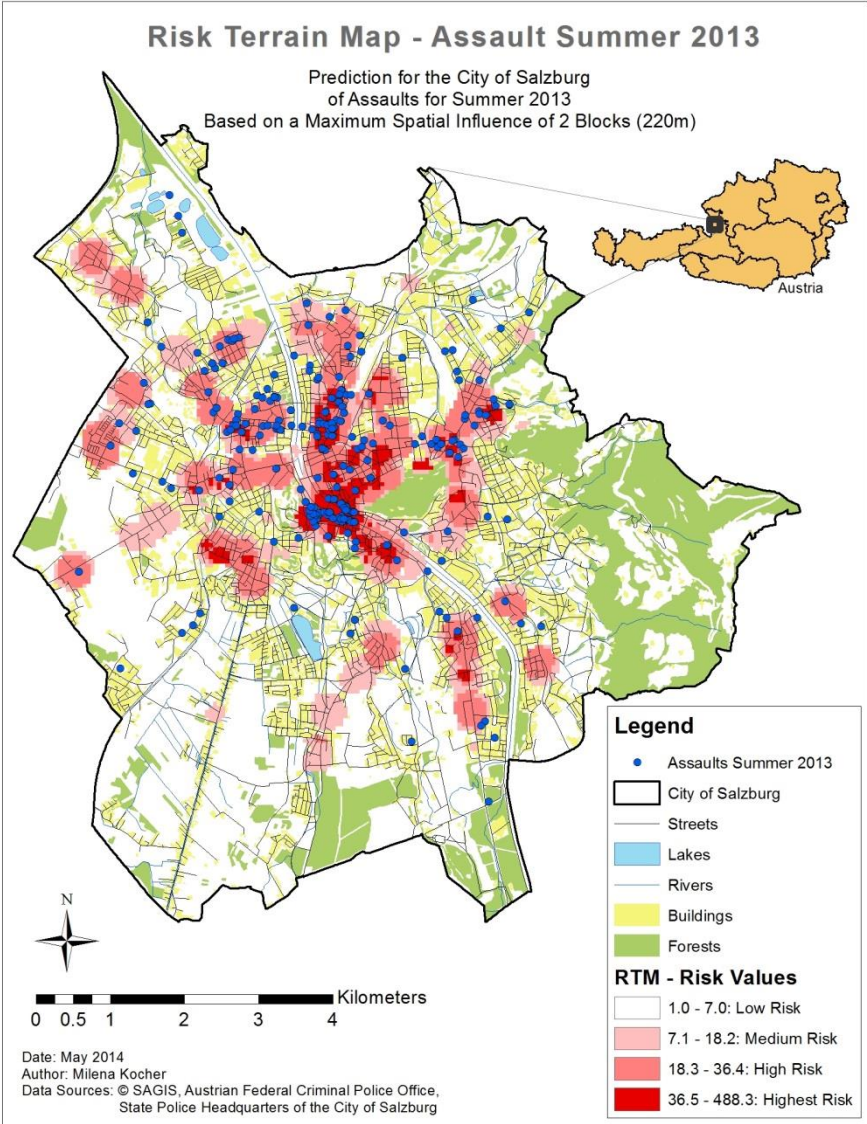 Risk Terrain Map - Assault Summer 2013
Prediction for the City of Salzburg
of Assaults for Summer 2013
Based on a Maximum Spatial Influence of 2 Blocks (220m)
Austria
Legend
Assaults Summer 2013
City of Salzburg
Streets
Lakes
Rivers
Buildings
Forests
RTM - Risk Values
1.0 - 7.0: Low Risk
7.1 - 18.2: Medium Risk
18.3 - 36.4: High Risk
36.5 - 488.3: Highest Risk
N
Kilometers
0 0.5 1 2 3 4
Date: May 2014
Author: Milena Kocher
Data Sources: © SAGIS, Austrian Federal Criminal Police Office,
State Police Headquarters of the City of Salzburg